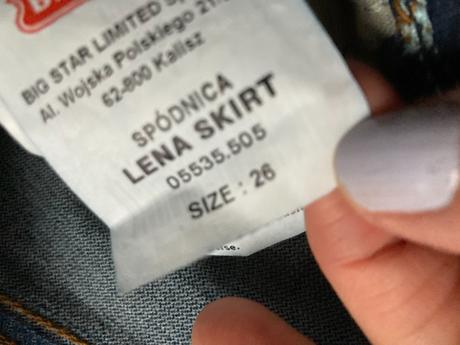 BIG STAR LIMITED
Al. Wojska Polskiego
62-800 Kalisz
SPÓDNICA
LENA SKIRT
05535.505
SIZE : 26